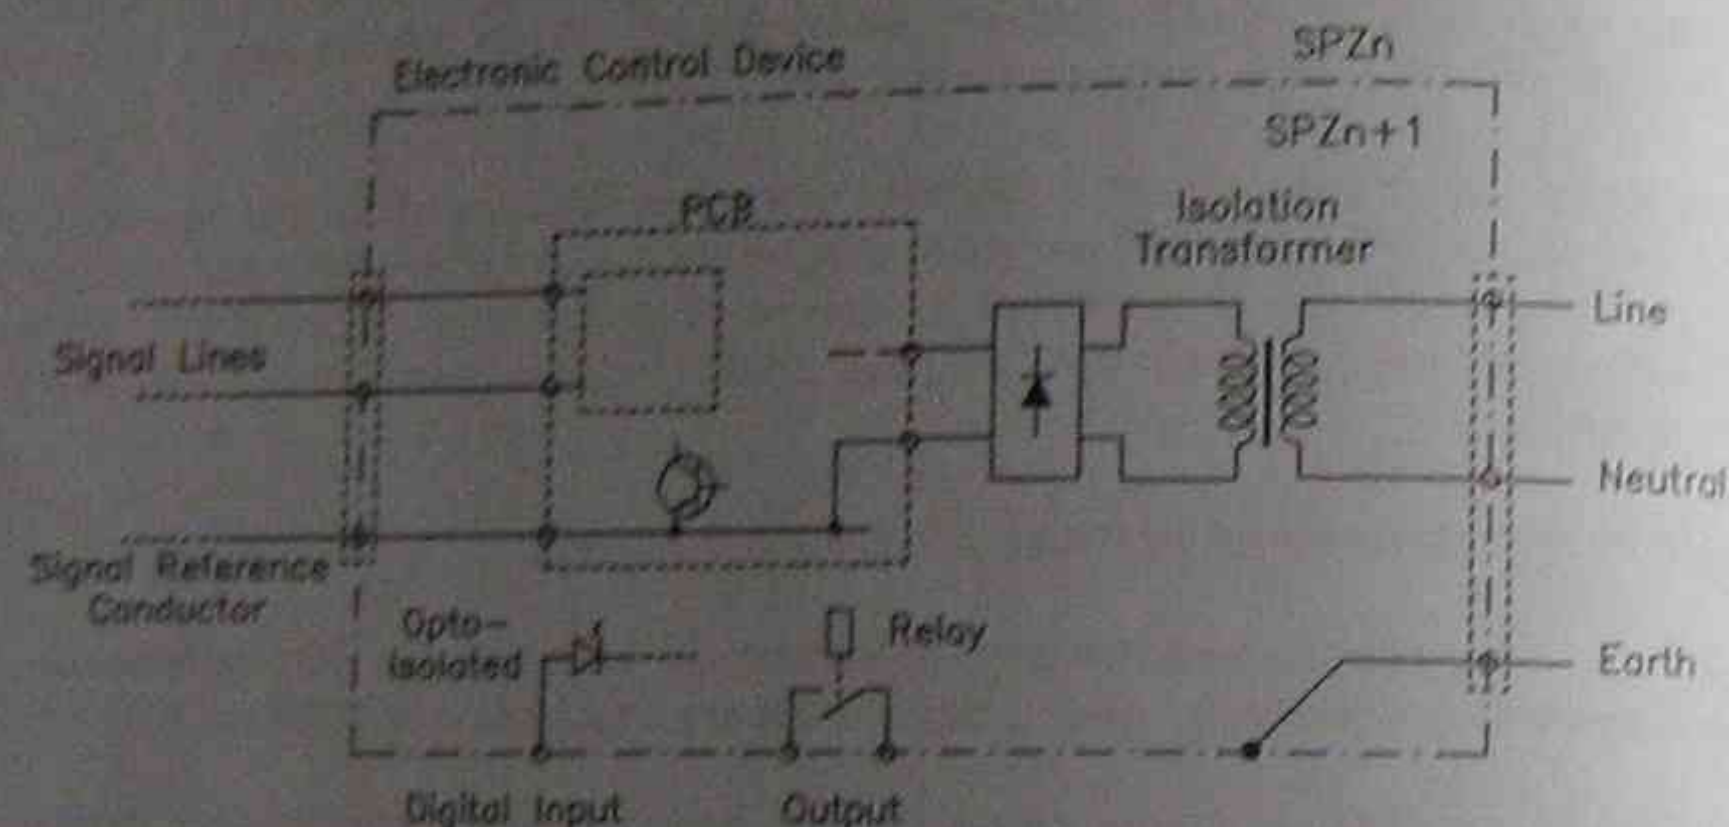 Electronic Control Device
SPZn
SPZn+1
PCB
Isolation
Transformer
Line
Signal Lines
Neutral
Signal Reference
Conductor
Opto-
isolated
Relay
Earth
Digital Input
Output